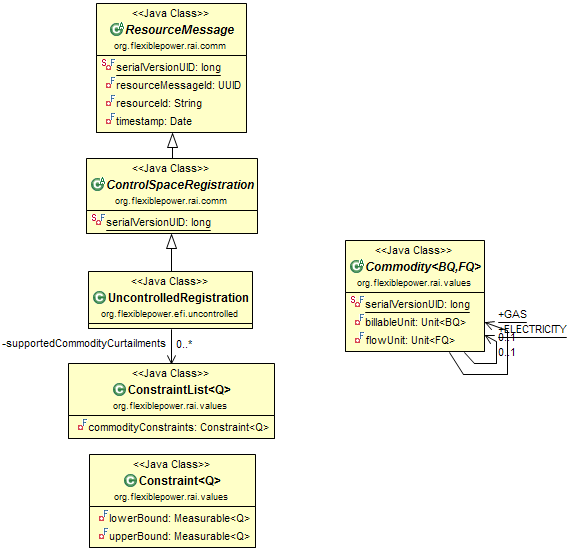 <<Java Class>>
ResourceMessage
org.flexiblepower.rai.comm
serialVersionUID: long
resourceMessageId: UUID
resourceId: String
timestamp: Date
<<Java Class>>
ControlSpaceRegistration
org.flexiblepower.rai.comm
serialVersionUID: long
<<Java Class>>
UncontrolledRegistration
org.flexiblepower.efi.uncontrolled
-supportedCommodityCurtailments
0..*
<<Java Class>>
ConstraintList<Q>
org.flexiblepower.rai.values
commodityConstraints: Constraint<Q>
<<Java Class>>
Constraint<Q>
org.flexiblepower.rai.values
lowerBound: Measurable<Q>
upperBound: Measurable<Q>
<<Java Class>>
Commodity<BQ,FQ>
org.flexiblepower.rai.values
serialVersionUID: long
billableUnit: Unit<BQ>
flowUnit: Unit<FQ>
+GAS
+ELECTRICITY
0..1
0..1